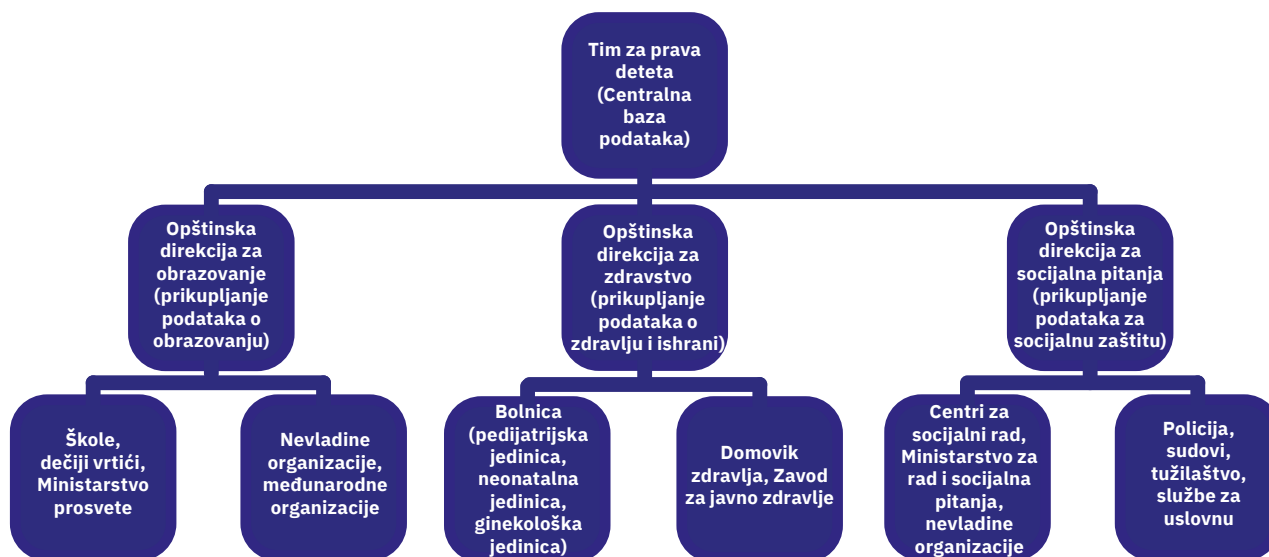 Tim za prava
deteta
(Centralna
baza
podataka)
Opštinska
direkcija za
obrazovanje
(prikupljanje
podataka o
obrazovanju)
Opštinska
direkcija za
zdravstvo
(prikupljanje
podataka o
zdravlju i ishrani)
Opštinska
direkcija za
socijalna pitanja
(prikupljanje
podataka za
socijalnu zaštitu)
Škole,
dečiji vrtići,
Ministarstvo
prosvete
Nevladine
organizacije,
međunarodne
organizacije
Bolnica
(pedijatrijska
jedinica,
neonatalna
jedinica,
ginekološka
jedinica)
Domovik
zdravlja, Zavod
za javno zdravlje
Centri za
socijalni rad,
Ministarstvo za
rad i socijalna
pitanja,
nevladine
organizacije
Policija,
sudovi,
tužilaštvo,
službe za
uslovnu